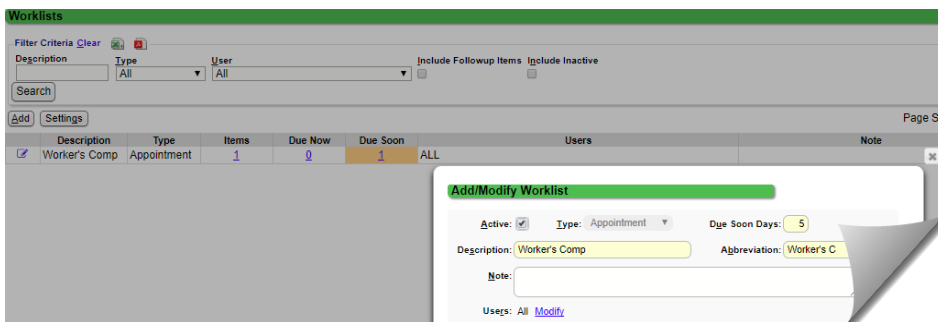 Worklists
Filter Criteria Clear
Description Type User Include Followup Items Include Inactive
All All
Search
Add Settings Page S
Description Type Items Due Now Due Soon Users Note
Worker's Comp Appointment 1 0 1 ALL
Add/Modify Worklist
Active: Type: Appointment Due Soon Days: 5
Description: Worker's Comp Abbreviation: Worker's C
Note:
Users: All Modify